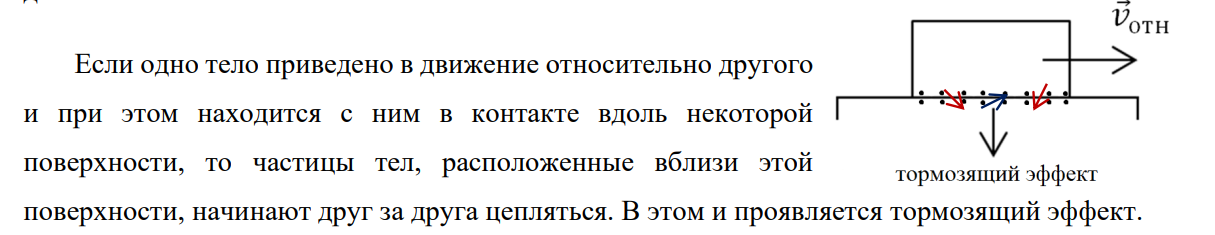 Если одно тело приведено в движение относительно другого
и при этом находится с ним в контакте вдоль некоторой
поверхности, то частицы тел, расположенные вблизи этой
поверхности, начинают друг за друга цепляться. В этом и проявляется тормозящий эффект.
v⃗ОТН
тормозящий эффект